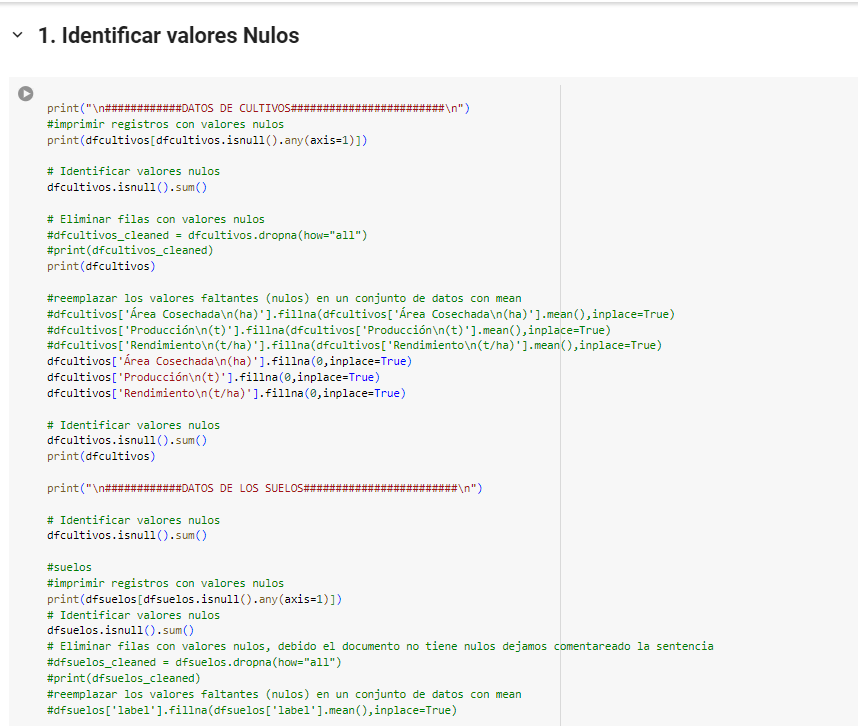 1. Identificar valores Nulos
print("\n############DATOS DE CULTIVOS########################\n")
#imprimir registros con valores nulos
print(dfcultivos[dfcultivos.isnull().any(axis=1)])
# Identificar valores nulos
dfcultivos.isnull().sum()
# Eliminar filas con valores nulos
#dfcultivos_cleaned = dfcultivos.dropna(how="all")
#print(dfcultivos_cleaned)
print(dfcultivos)
#reemplazar los valores faltantes (nulos) en un conjunto de datos con mean
#dfcultivos['Área Cosechada\n(ha)'].fillna(dfcultivos['Área Cosechada\n(ha)'].mean(),inplace=True)
#dfcultivos['Producción\n(t)'].fillna(dfcultivos['Producción\n(t)'].mean(),inplace=True)
#dfcultivos['Rendimiento\n(t/ha)'].fillna(dfcultivos['Rendimiento\n(t/ha)'].mean(),inplace=True)
dfcultivos['Área Cosechada\n(ha)'].fillna(0,inplace=True)
dfcultivos['Producción\n(t)'].fillna(0,inplace=True)
dfcultivos['Rendimiento\n(t/ha)'].fillna(0,inplace=True)
# Identificar valores nulos
dfcultivos.isnull().sum()
print(dfcultivos)
print("\n############DATOS DE LOS SUELOS########################\n")
# Identificar valores nulos
dfcultivos.isnull().sum()
#suelos
#imprimir registros con valores nulos
print(dfsuelos[dfsuelos.isnull().any(axis=1)])
# Identificar valores nulos
dfsuelos.isnull().sum()
# Eliminar filas con valores nulos, debido el documento no tiene nulos dejamos comentareado la sentencia
#dfsuelos_cleaned = dfsuelos.dropna(how="all")
#print(dfsuelos_cleaned)
#reemplazar los valores faltantes (nulos) en un conjunto de datos con mean
#dfsuelos['label'].fillna(dfsuelos['label'].mean(),inplace=True)